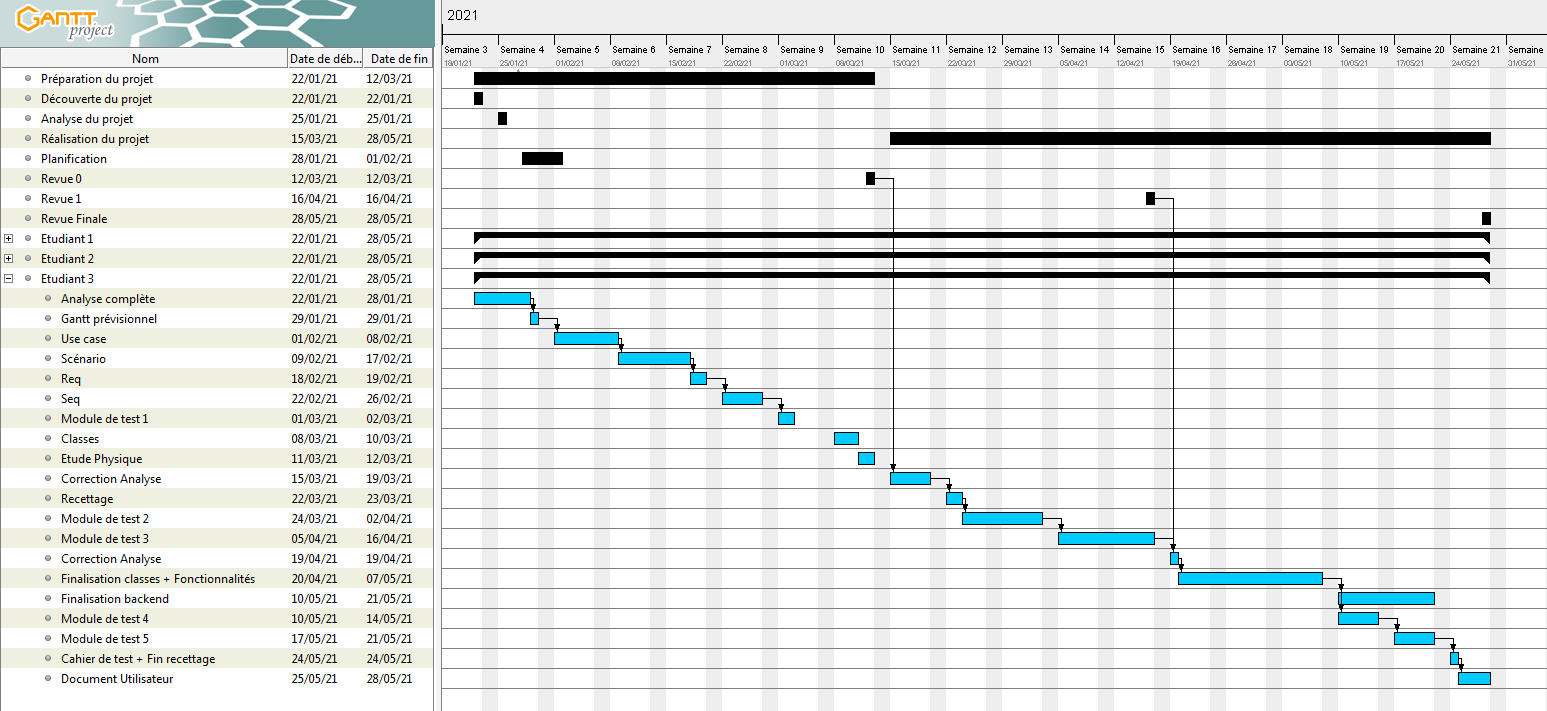 GANTT
project
2021
Semaine 3 Semaine 4 Semaine 5 Semaine 6 Semaine 7 Semaine 8 Semaine 9 Semaine 10 Semaine 11 Semaine 12 Semaine 13 Semaine 14 Semaine 15 Semaine 16 Semaine 17 Semaine 18 Semaine 19 Semaine 20 Semaine 21 Semaine
18/01/21 25/01/21 01/02/21 08/02/21 15/02/21 22/02/21 01/03/21 08/03/21 15/03/21 22/03/21 29/03/21 05/04/21 12/04/21 19/04/21 26/04/21 03/05/21 10/05/21 17/05/21 24/05/21 31/05/21
Nom Date de déb... Date de fin
Préparation du projet 22/01/21 12/03/21
Découverte du projet 22/01/21 22/01/21
Analyse du projet 25/01/21 25/01/21
Réalisation du projet 15/03/21 28/05/21
Planification 28/01/21 01/02/21
Revue 0 12/03/21 12/03/21
Revue 1 16/04/21 16/04/21
Revue Finale 28/05/21 28/05/21
Etudiant 1 22/01/21 28/05/21
Etudiant 2 22/01/21 28/05/21
Etudiant 3 22/01/21 28/05/21
Analyse complète 22/01/21 28/01/21
Gantt prévisionnel 29/01/21 29/01/21
Use case 01/02/21 08/02/21
Scénario 09/02/21 17/02/21
Req 18/02/21 19/02/21
Seq 22/02/21 26/02/21
Module de test 1 01/03/21 02/03/21
Classes 08/03/21 10/03/21
Etude Physique 11/03/21 12/03/21
Correction Analyse 15/03/21 19/03/21
Recettage 22/03/21 23/03/21
Module de test 2 24/03/21 02/04/21
Module de test 3 05/04/21 16/04/21
Correction Analyse 19/04/21 19/04/21
Finalisation classes + Fonctionnalités 20/04/21 07/05/21
Finalisation backend 10/05/21 21/05/21
Module de test 4 10/05/21 14/05/21
Module de test 5 17/05/21 21/05/21
Cahier de test + Fin recettage 24/05/21 24/05/21
Document Utilisateur 25/05/21 28/05/21